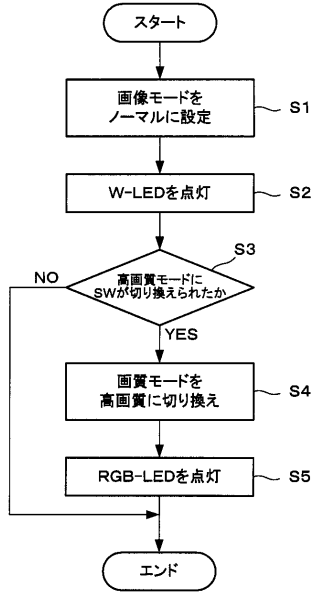 スタート
画像モードを
ノーマルに設定
S1
W-LEDを点灯
S2
S3
高画質モードに
SWが切り換えられたか
NO
YES
画質モードを
高画質に切り換え
S4
RGB-LEDを点灯
S5
エンド